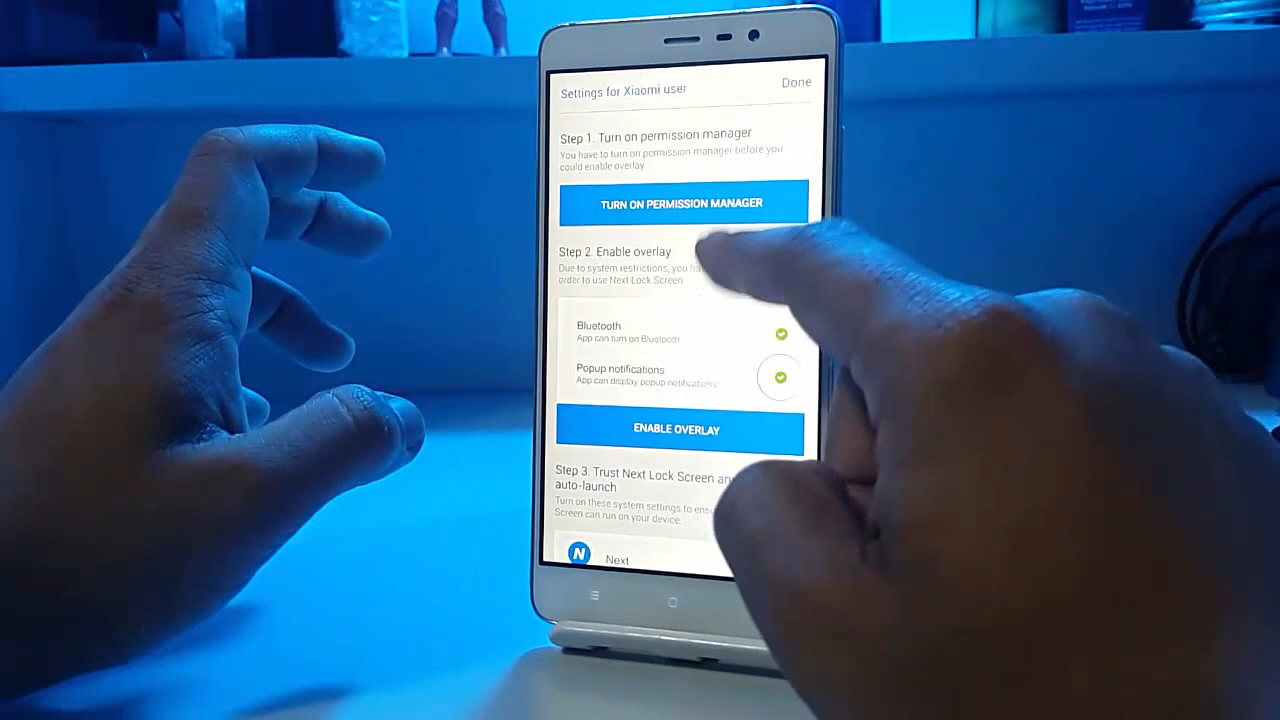 Settings for Xiaomi user
Done
Step 1. Turn on permission manager
You have to turn on permission manager before you
could enable overlay
TURN ON PERMISSION MANAGER
Step 2. Enable overlay
Due to system restrictions, you
order to use Next Lock Screen
Bluetooth
App can turn on Bluetooth
Popup notifications
App can display popup notifications
ENABLE OVERLAY
Step 3. Trust Next Lock Screen
auto-launch
Turn on these system settings to
Screen can run on your device.
N
Next